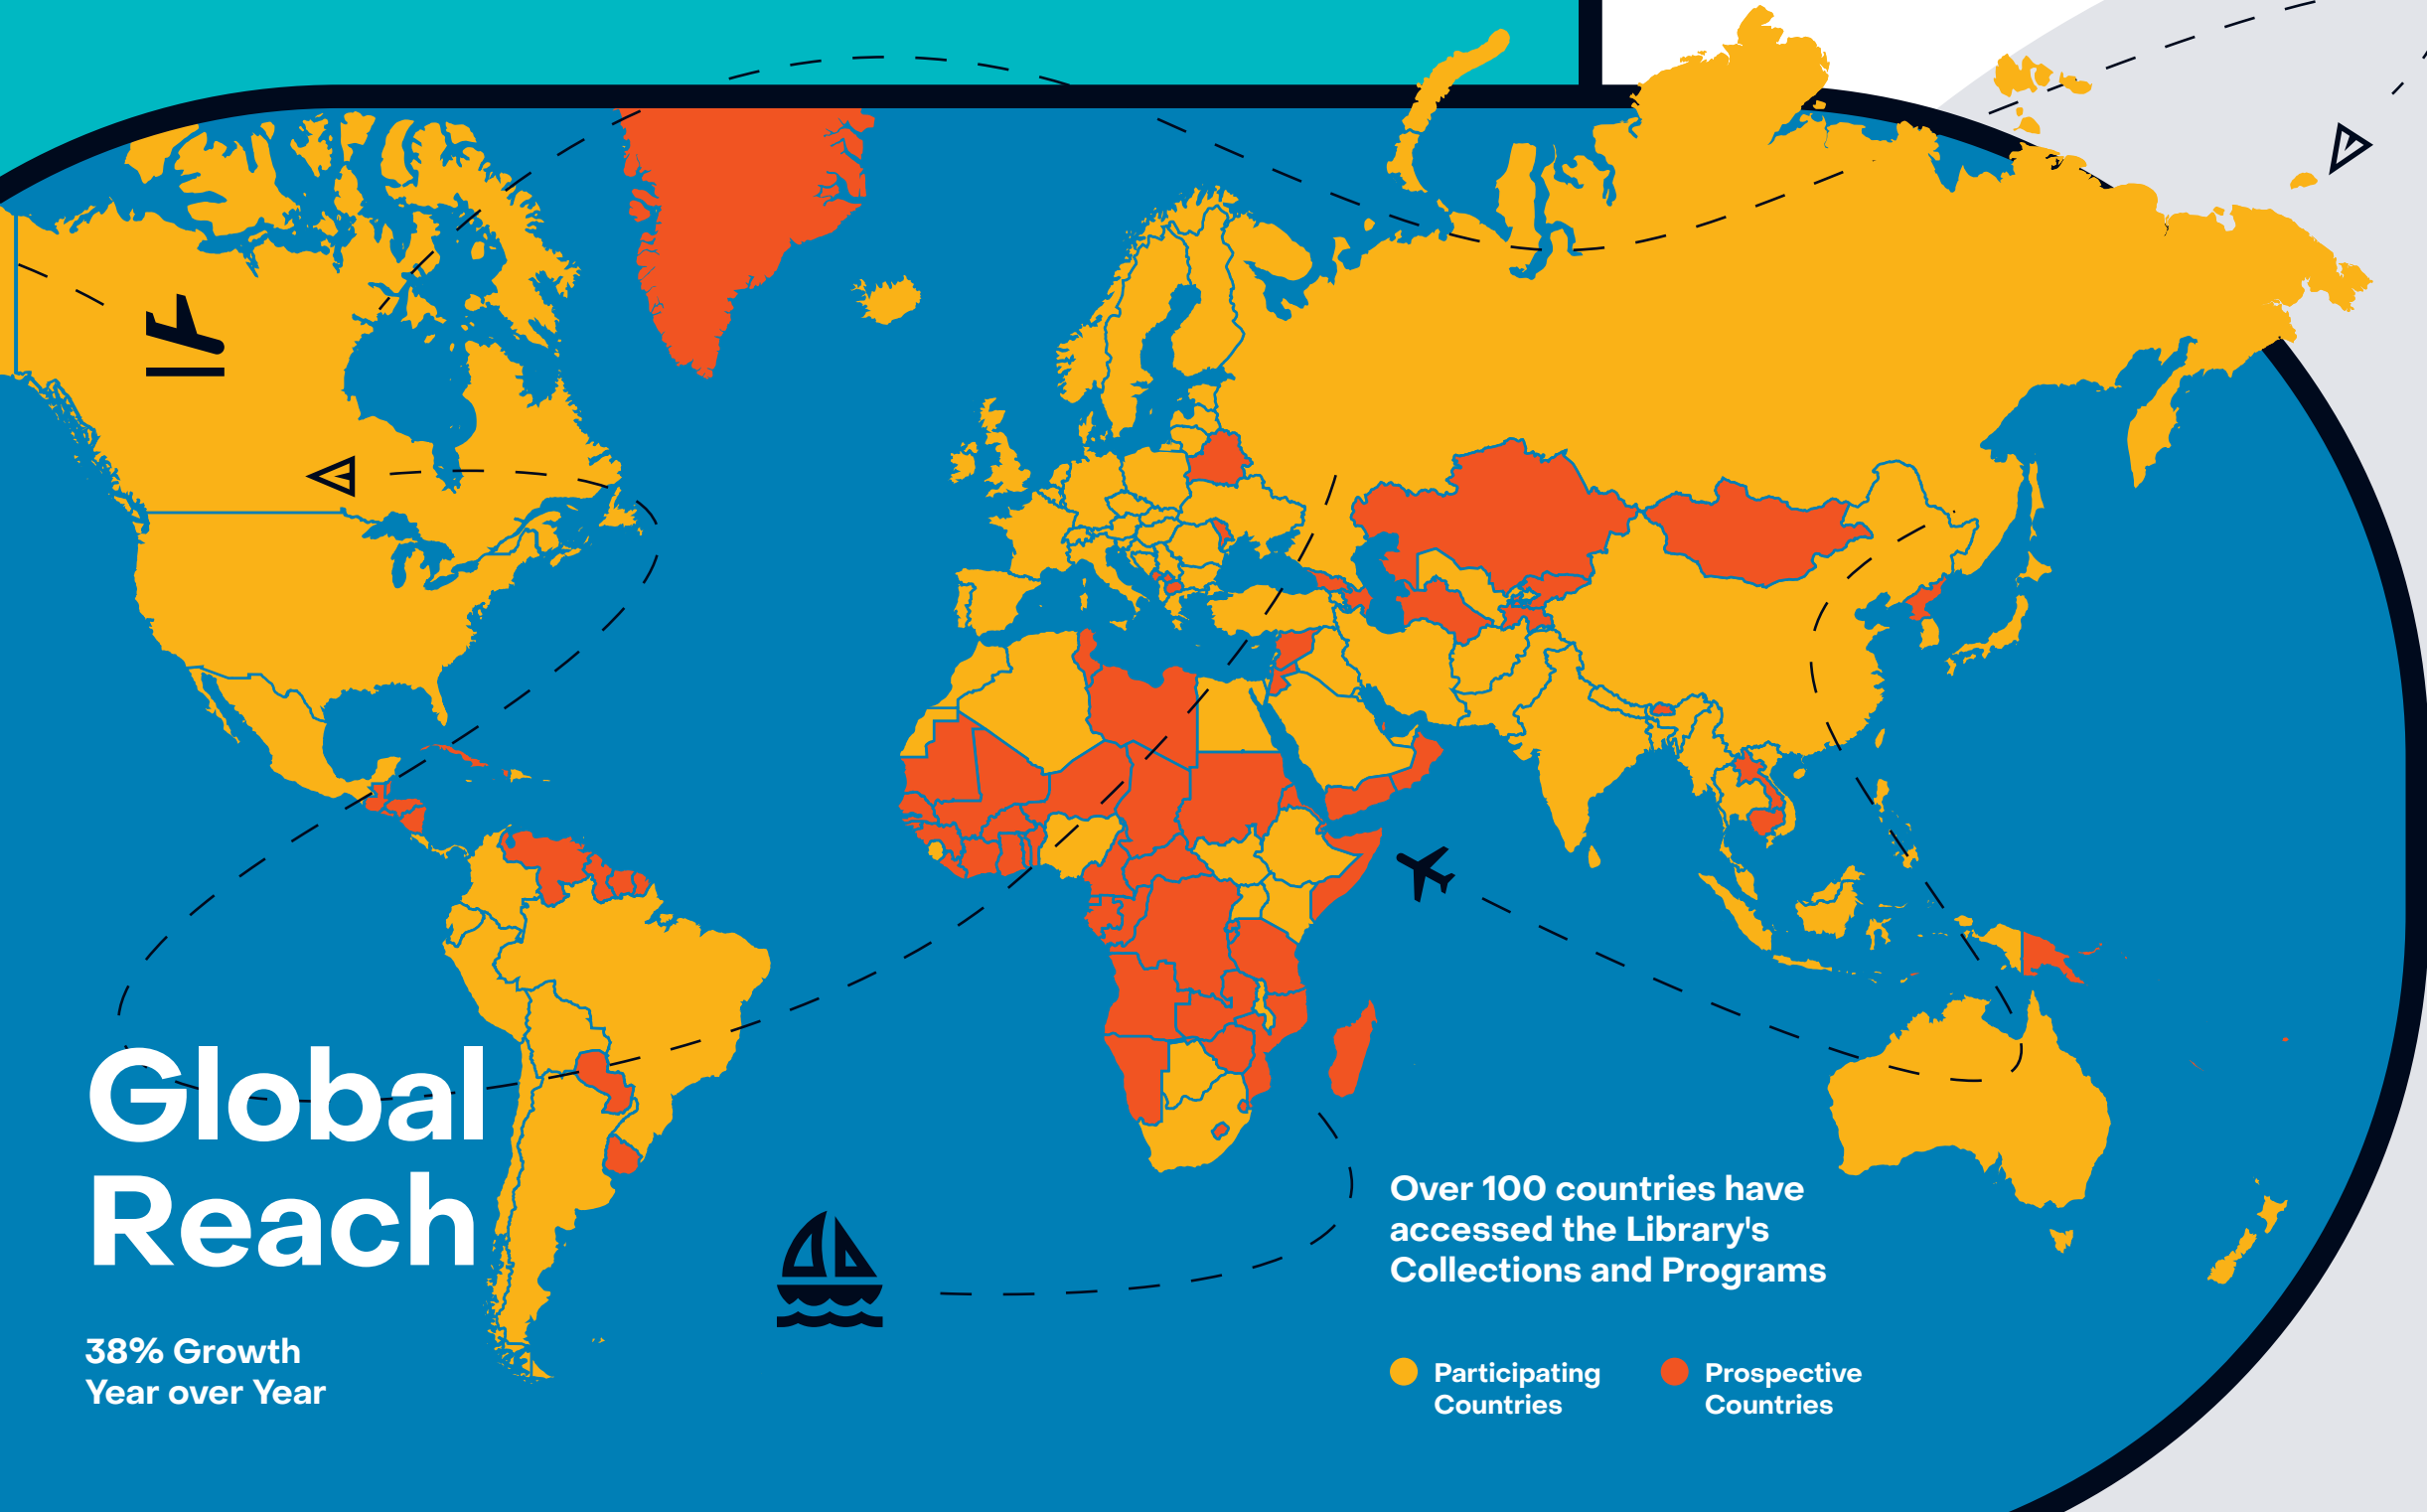 Global
Reach
38% Growth
Year over Year
Over 100 countries have
accessed the Library's
Collections and Programs
Participating
Countries
Prospective
Countries